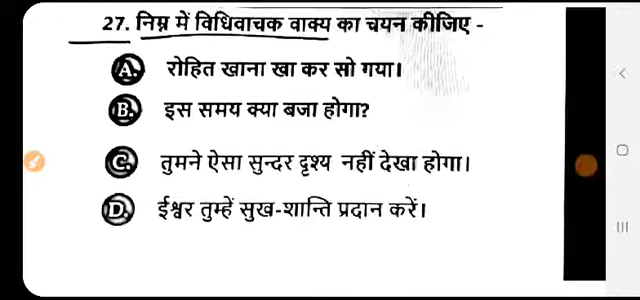 27. निम्न में विधिवाचक वाक्य का चयन कीजिए -
A. रोहित खाना खा कर सो गया।
B. इस समय क्या बजा होगा?
C. तुमने ऐसा सुन्दर दृश्य नहीं देखा होगा।
D. ईश्वर तुम्हें सुख-शान्ति प्रदान करें।